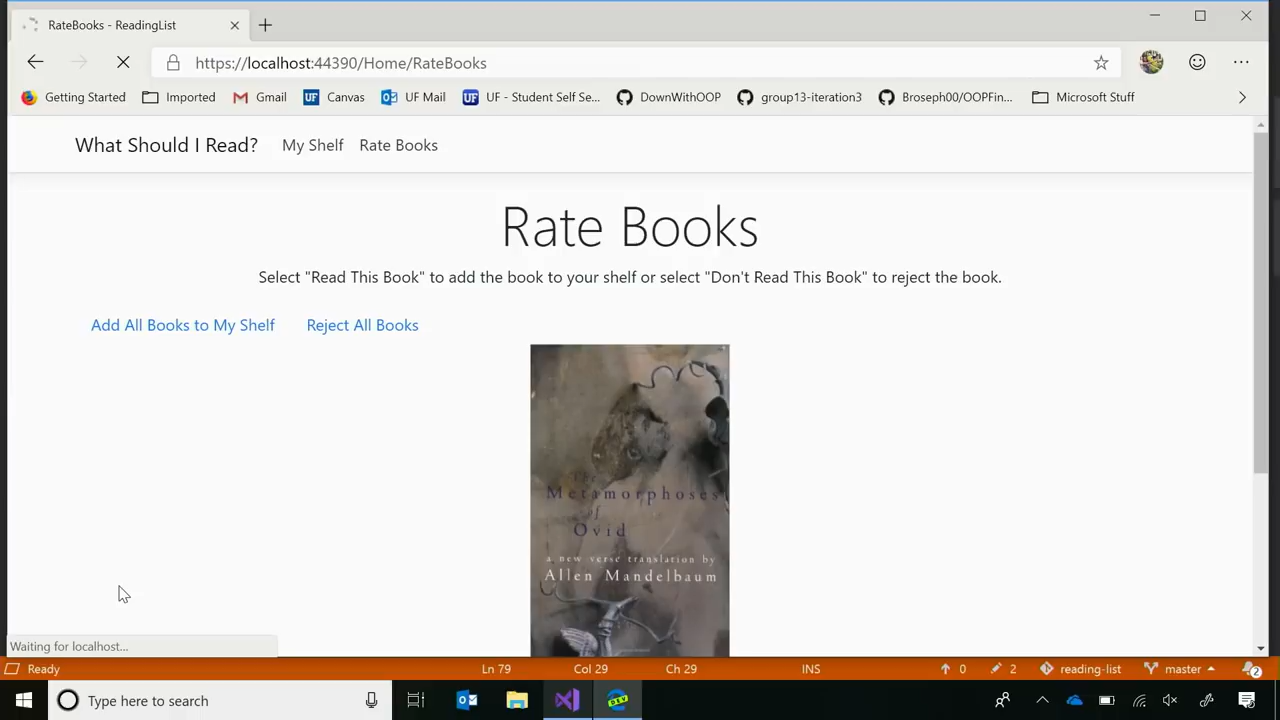 RateBooks - ReadingList
https://localhost:44390/Home/RateBooks
Getting Started Imported Gmail UF Canvas UF Mail UF UF - Student Self Se... DownWithOOP group13-iteration3 Broseph00/OOPFin... Microsoft Stuff
What Should I Read? My Shelf Rate Books
Rate Books
Select "Read This Book" to add the book to your shelf or select "Don't Read This Book" to reject the book.
Add All Books to My Shelf Reject All Books
The
Metamorphoses
of
Ovid
a new verse translation by
Allen Mandelbaum
Waiting for localhost...
Ready Ln 79 Col 29 Ch 29 INS 0 2 reading-list master 2
Type here to search DEV